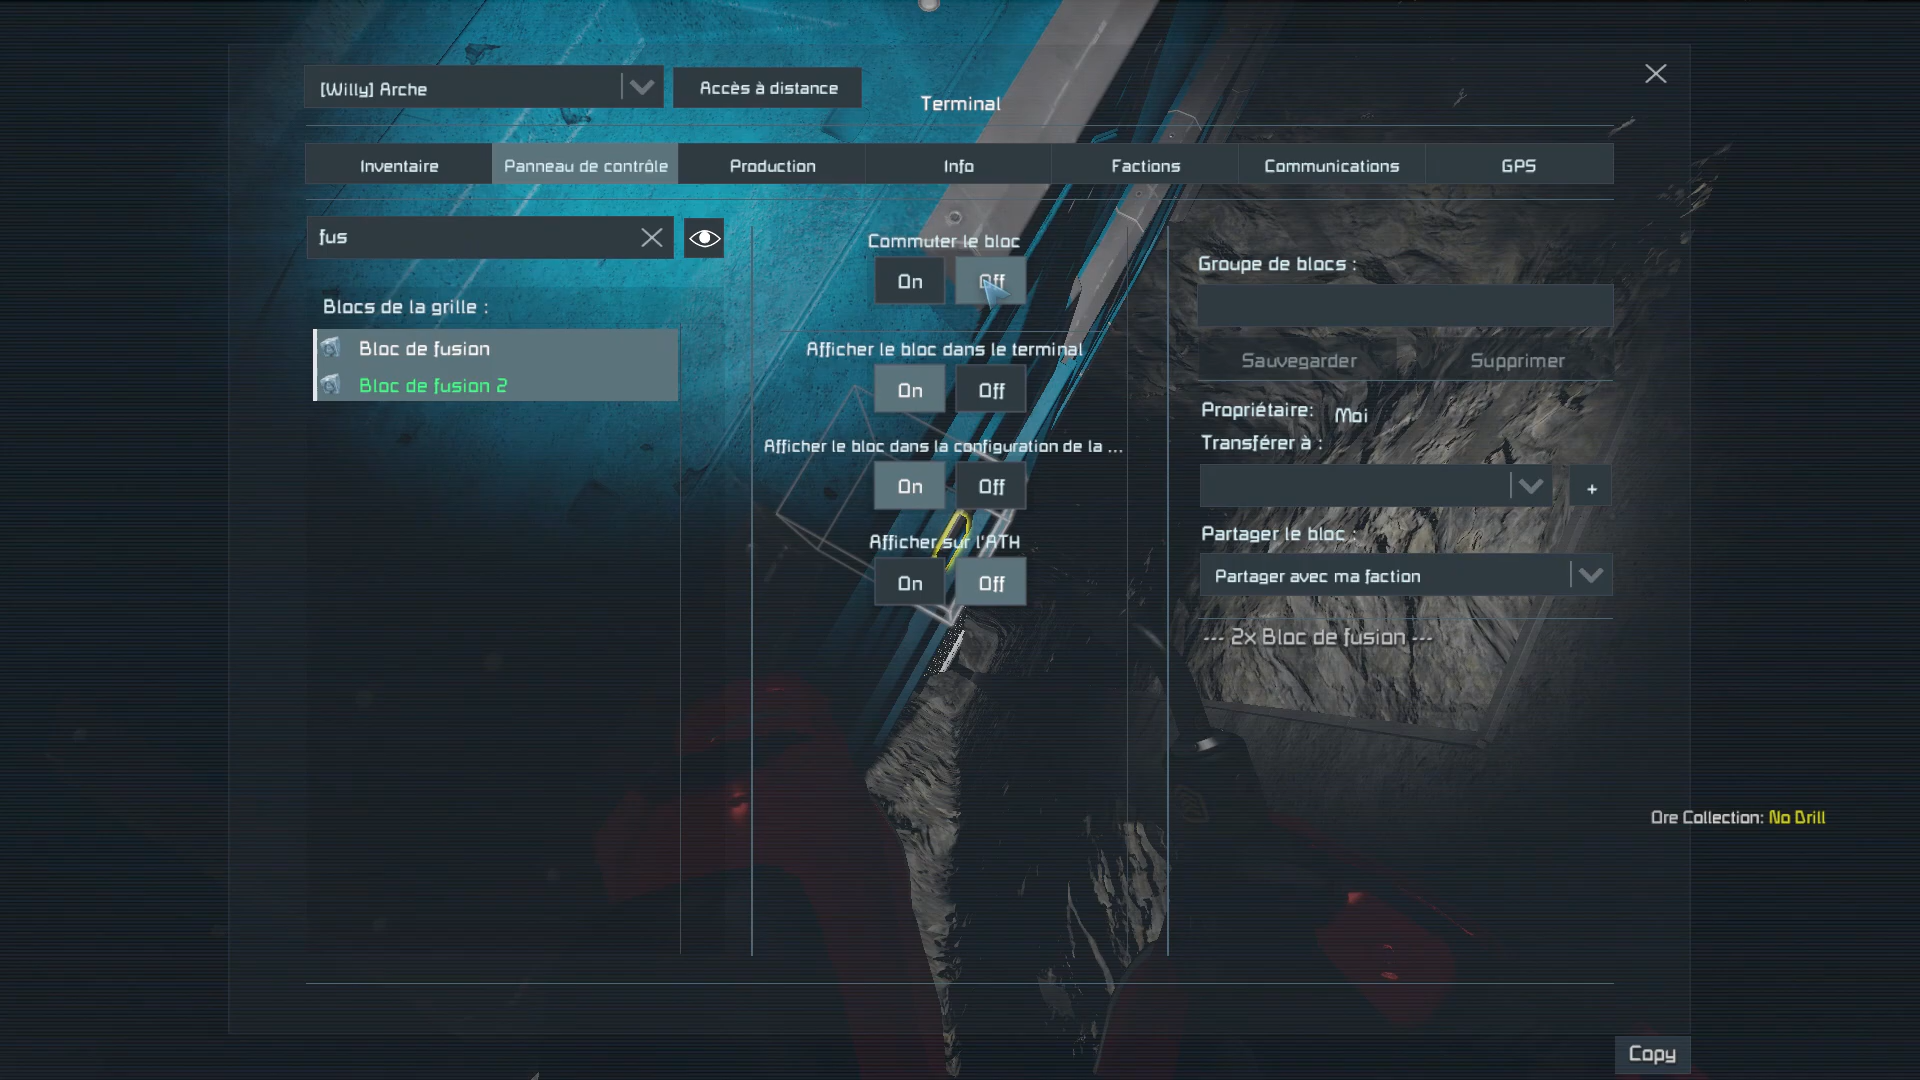 [Willy] Arche
Accès à distance
Terminal
Inventaire
Panneau de contrôle
Production
Info
Factions
Communications
GPS
fus
Blocs de la grille :
Bloc de fusion
Bloc de fusion 2
Commuter le bloc
On
Off
Afficher le bloc dans le terminal
On
Off
Afficher le bloc dans la configuration de la ...
On
Off
Afficher sur l'ATH
On
Off
Groupe de blocs :
Sauvegarder
Supprimer
Propriétaire: Moi
Transférer à :
+
Partager le bloc :
Partager avec ma faction
--- 2x Bloc de fusion ---
Ore Collection: No Drill
Copy